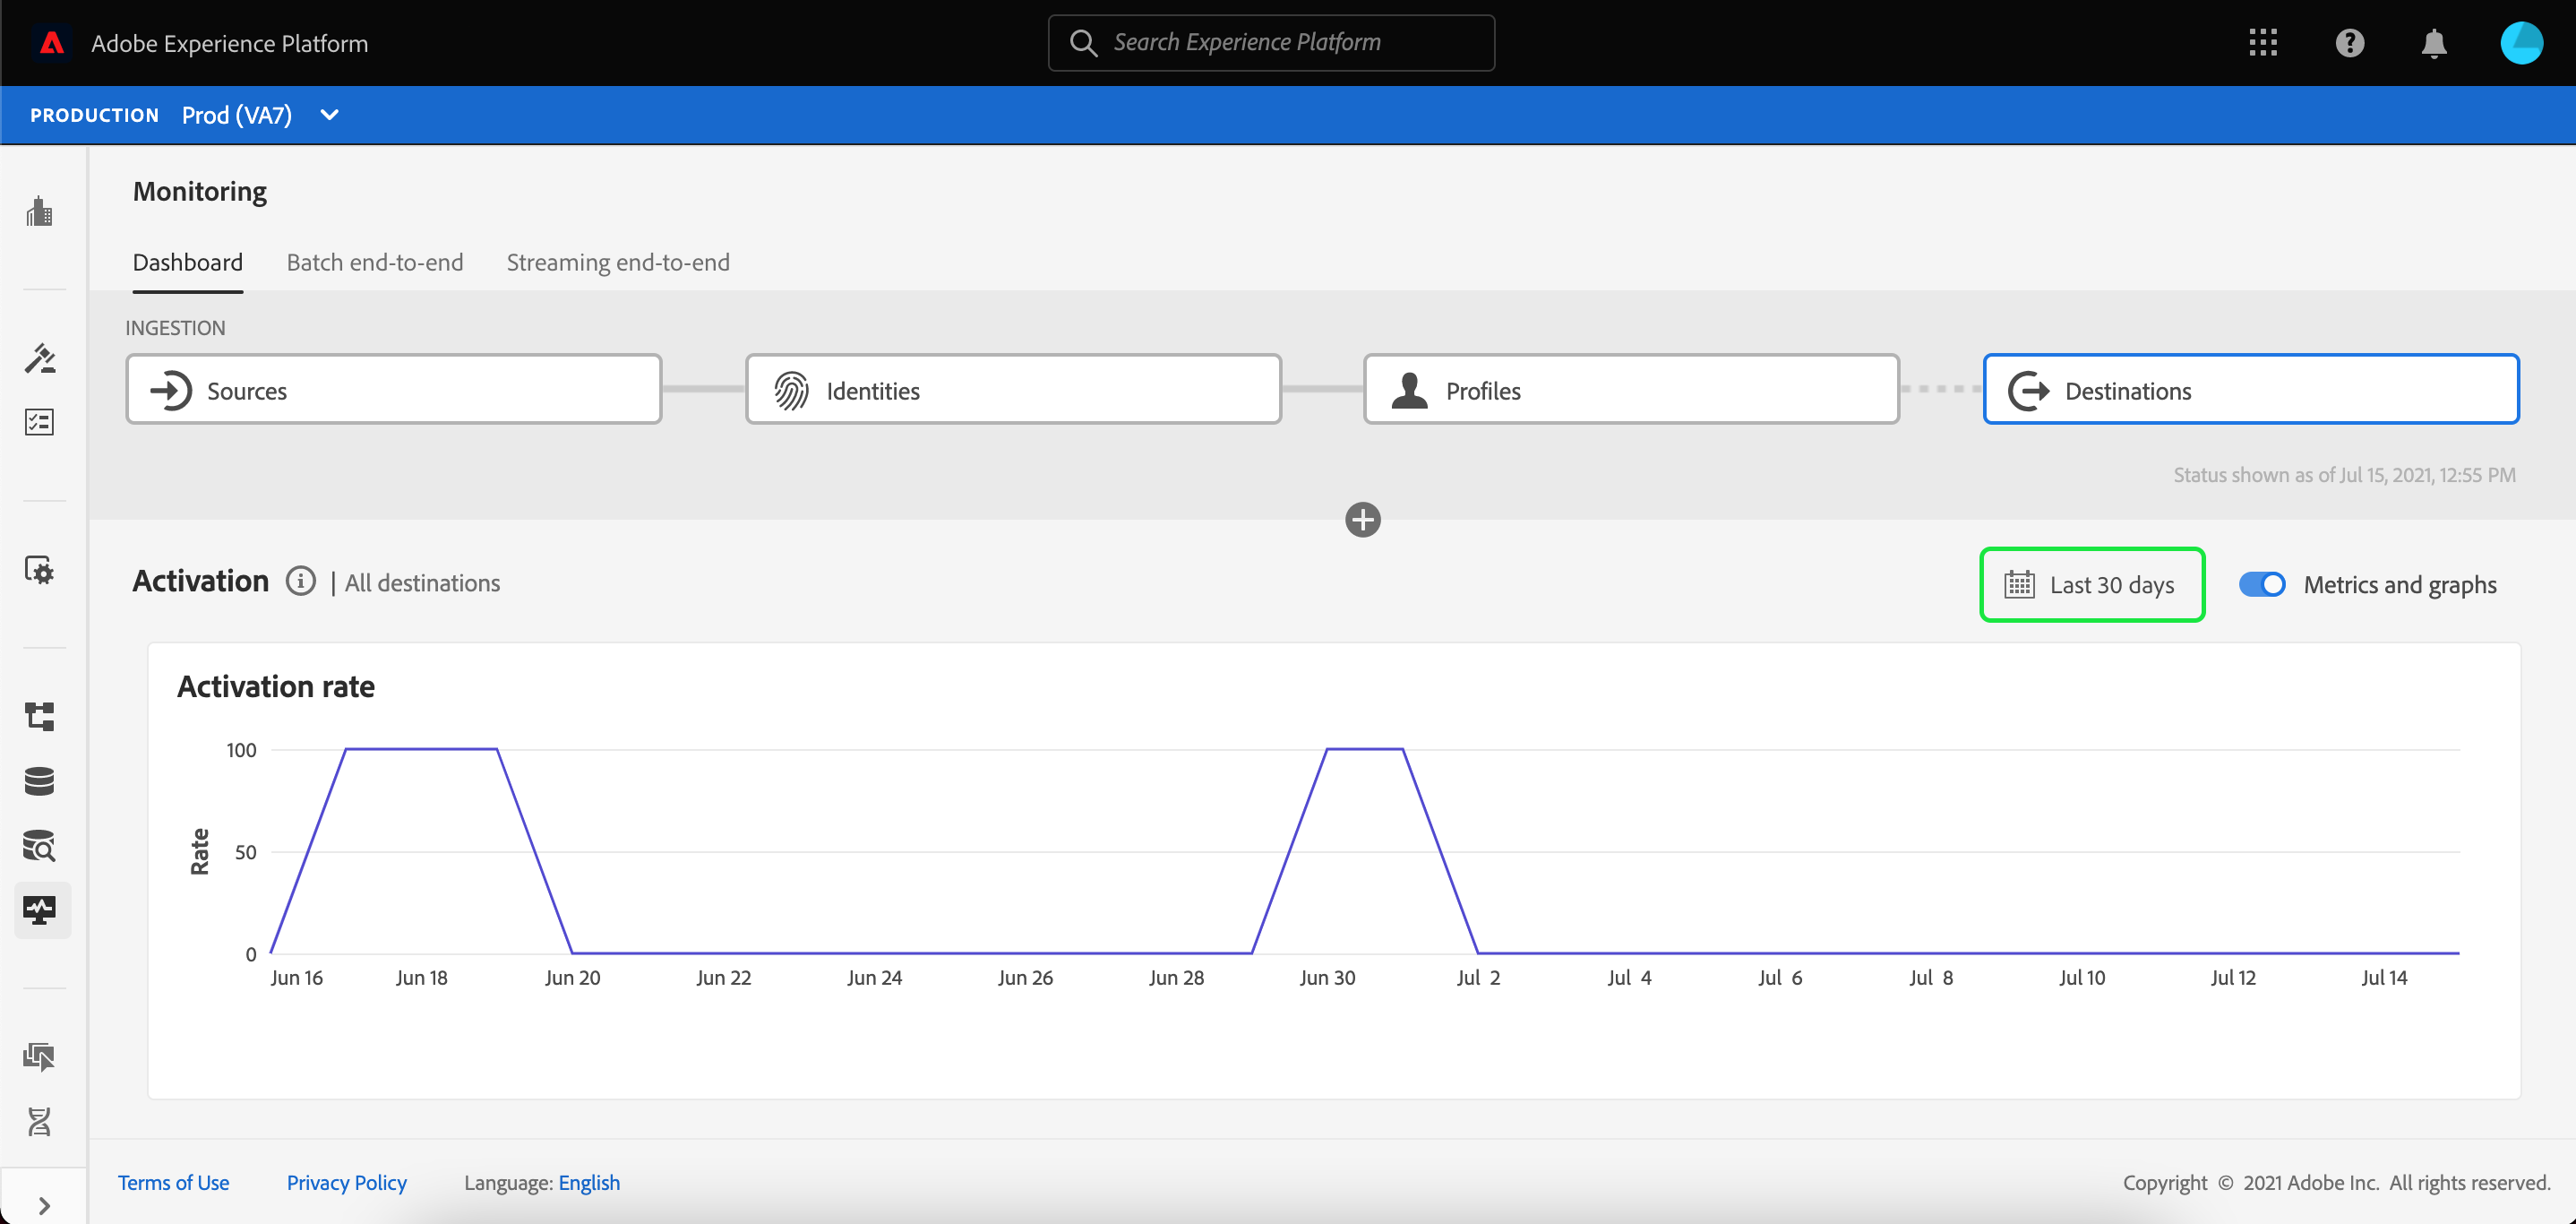 Adobe Experience Platform
Search Experience Platform
PRODUCTION Prod (VA7)
Monitoring
Dashboard Batch end-to-end Streaming end-to-end
INGESTION
Sources Identities Profiles Destinations
Status shown as of Jul 15, 2021, 12:55 PM
Activation | All destinations
Last 30 days Metrics and graphs
Activation rate
100
50
0
Rate
Jun 16 Jun 18 Jun 20 Jun 22 Jun 24 Jun 26 Jun 28 Jun 30 Jul 2 Jul 4 Jul 6 Jul 8 Jul 10 Jul 12 Jul 14
Terms of Use Privacy Policy Language: English Copyright © 2021 Adobe Inc. All rights reserved.